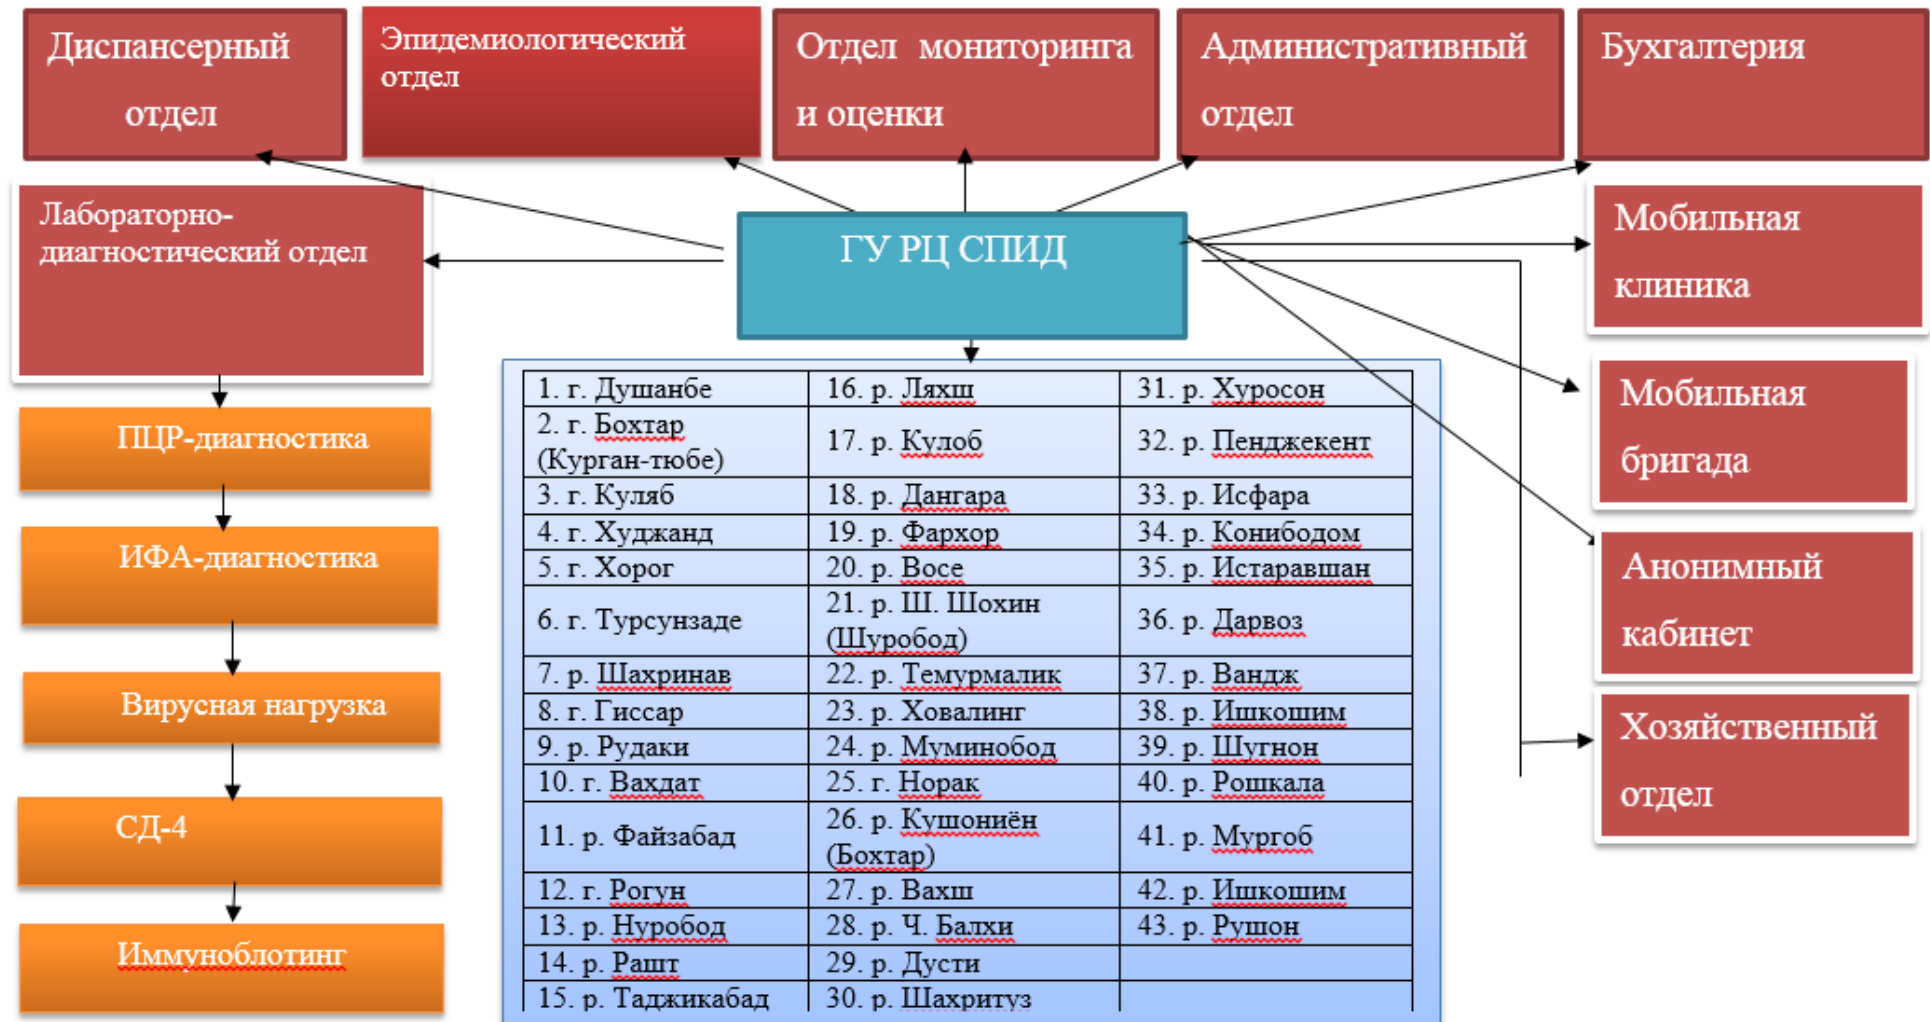 Диспансерный
отдел
Эпидемиологический
отдел
Отдел мониторинга
и оценки
Административный
отдел
Бухгалтерия
Лабораторно-
диагностический отдел
ГУ РЦ СПИД
Мобильная
клиника
Мобильная
бригада
Анонимный
кабинет
Хозяйственный
отдел
ПЦР-диагностика
ИФА-диагностика
Вирусная нагрузка
СД-4
Иммуноблотинг
1. г. Душанбе
2. г. Бохтар
(Курган-тюбе)
3. г. Куляб
4. г. Худжанд
5. г. Хорог
6. г. Турсунзаде
7. р. Шахринав
8. г. Гиссар
9. р. Рудаки
10. г. Вахдат
11. р. Файзабад
12. г. Рогун
13. р. Нуробод
14. р. Рашт
15. р. Таджикабад
16. р. Ляхш
17. р. Кулоб
18. р. Дангара
19. р. Фархор
20. р. Восе
21. р. Ш. Шохин
(Шуробод)
22. р. Темурмалик
23. р. Ховалинг
24. р. Муминобод
25. г. Норак
26. р. Кушониён
(Бохтар)
27. р. Вахш
28. р. Ч. Балхи
29. р. Дусти
30. р. Шахритуз
31. р. Хуросон
32. р. Пенджекент
33. р. Исфара
34. р. Конибодом
35. р. Истаравшан
36. р. Дарвоз
37. р. Вандж
38. р. Ишкошим
39. р. Шугнон
40. р. Рошкала
41. р. Мургоб
42. р. Ишкошим
43. р. Рушон